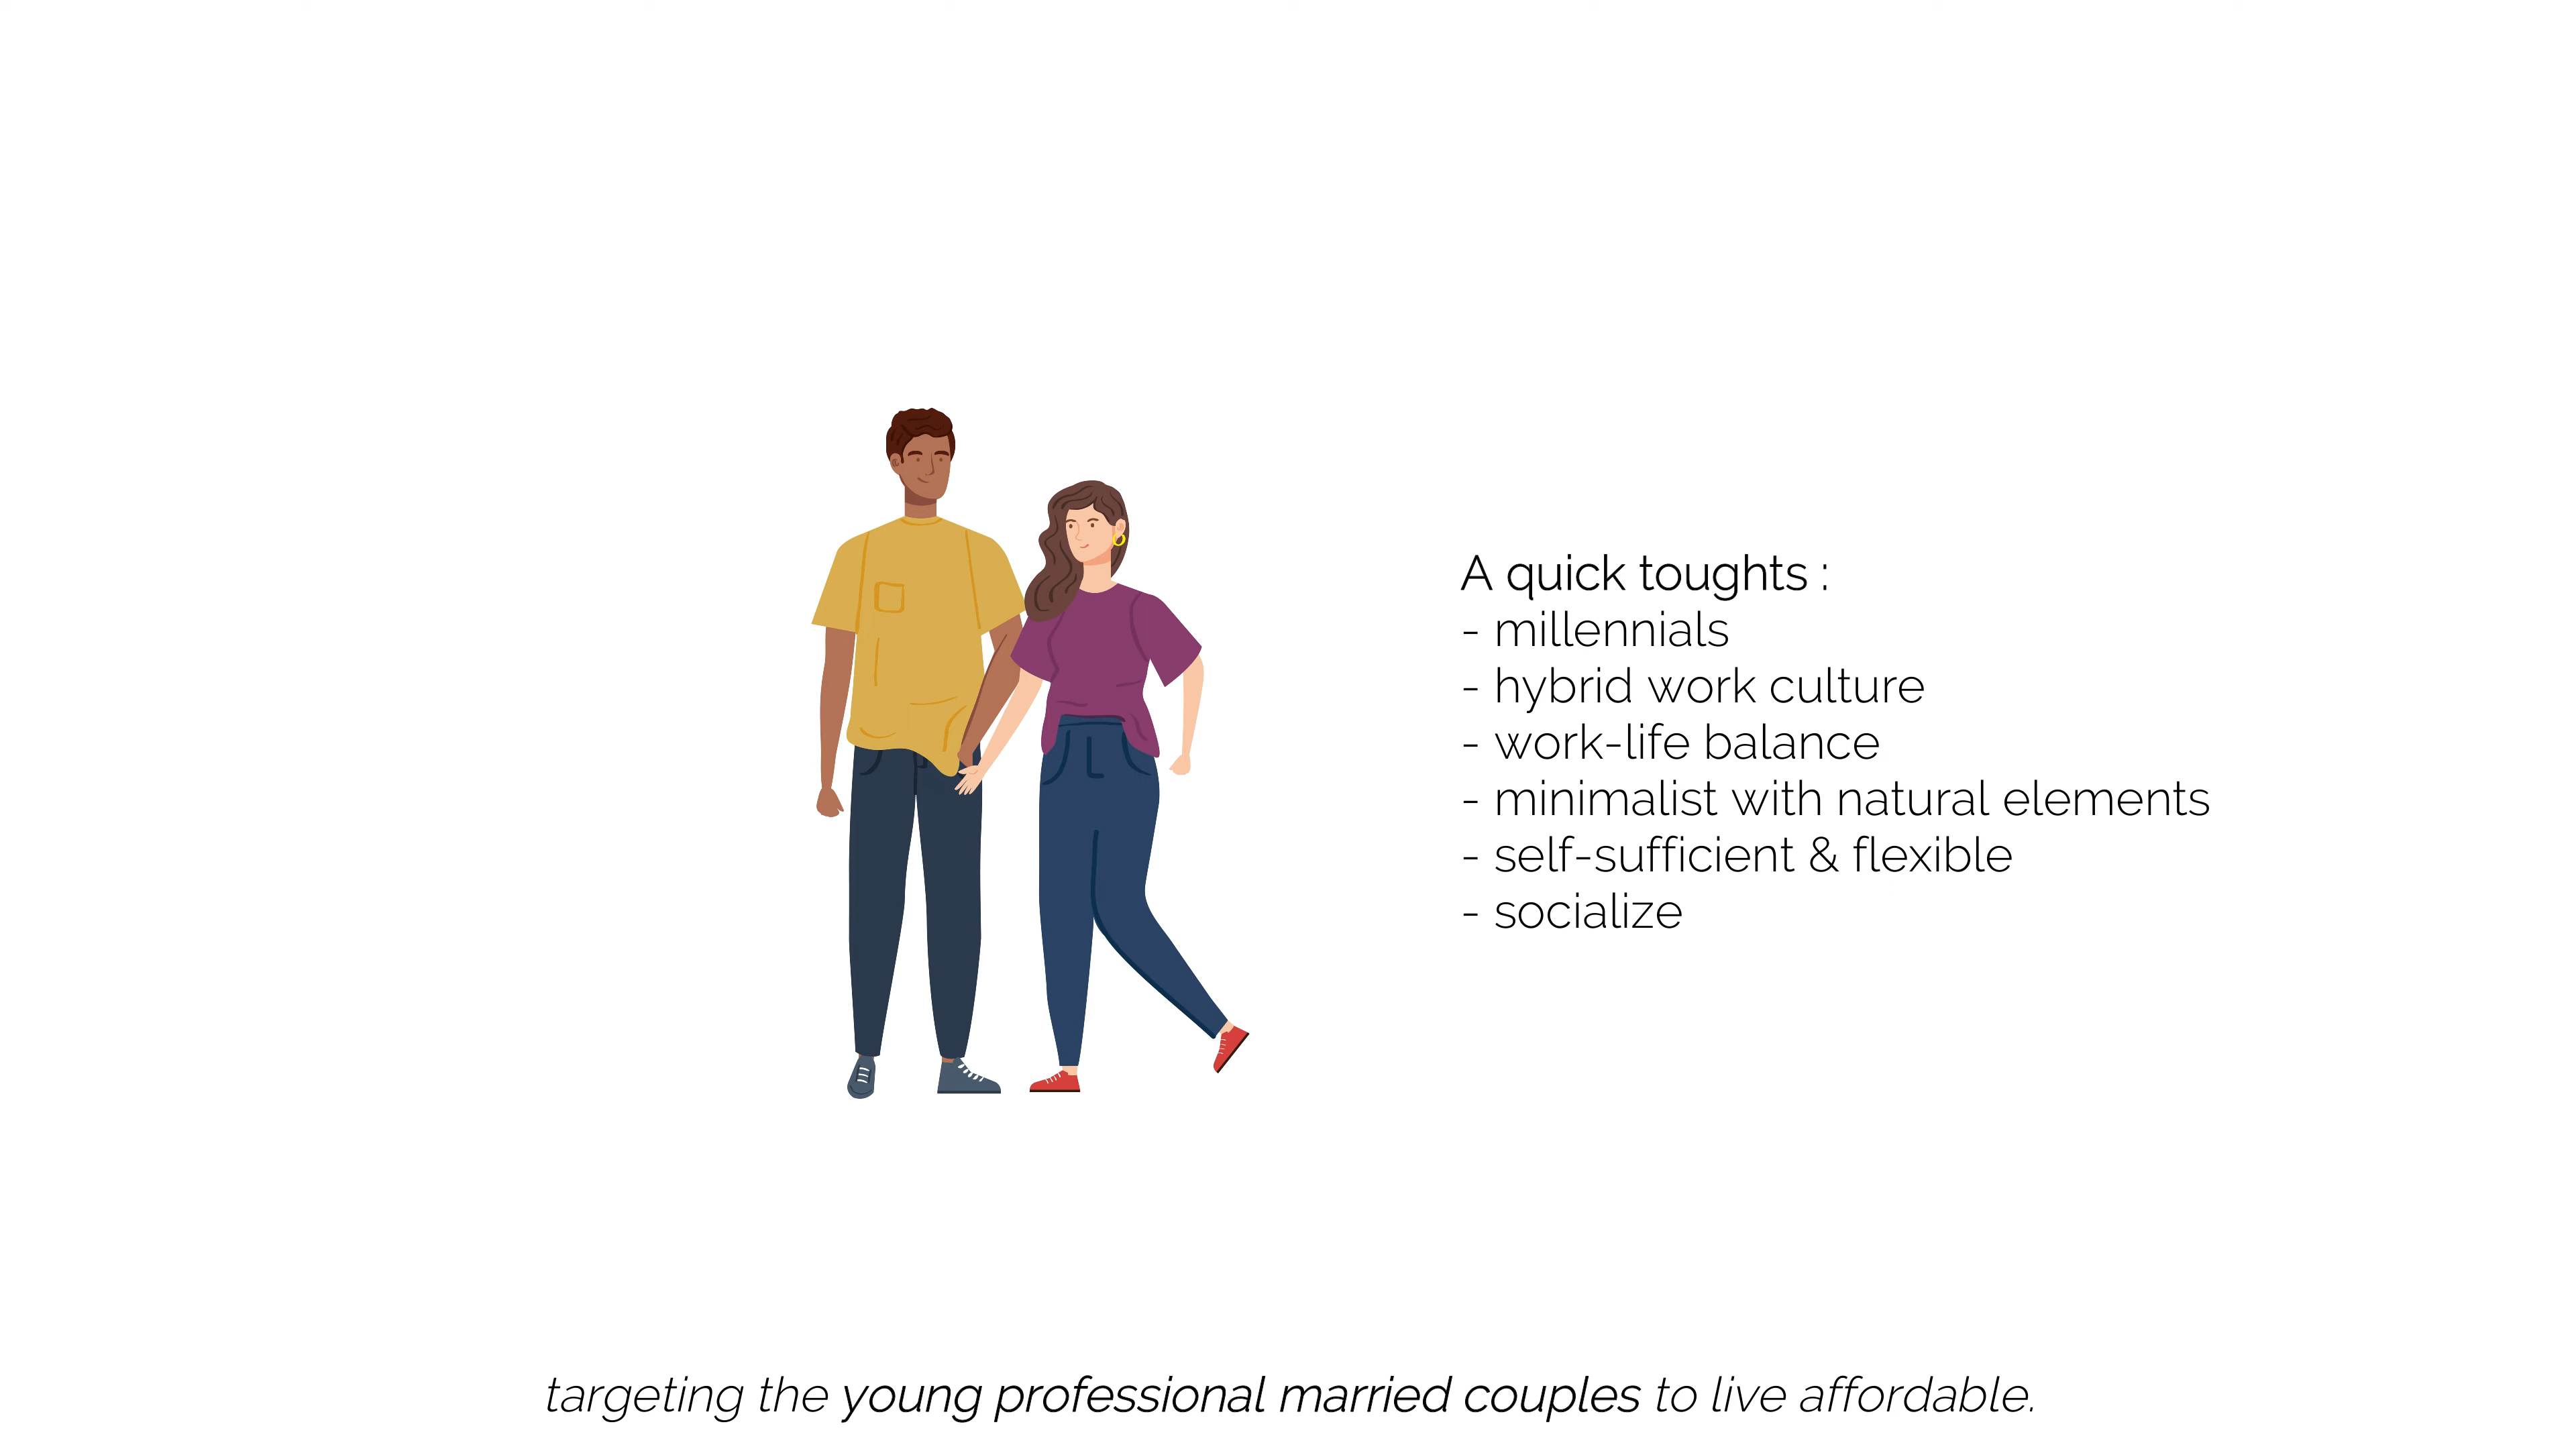 A quick toughts :
- millennials
- hybrid work culture
- work-life balance
- minimalist with natural elements
- self-sufficient & flexible
- socialize
targeting the young professional married couples to live affordable.